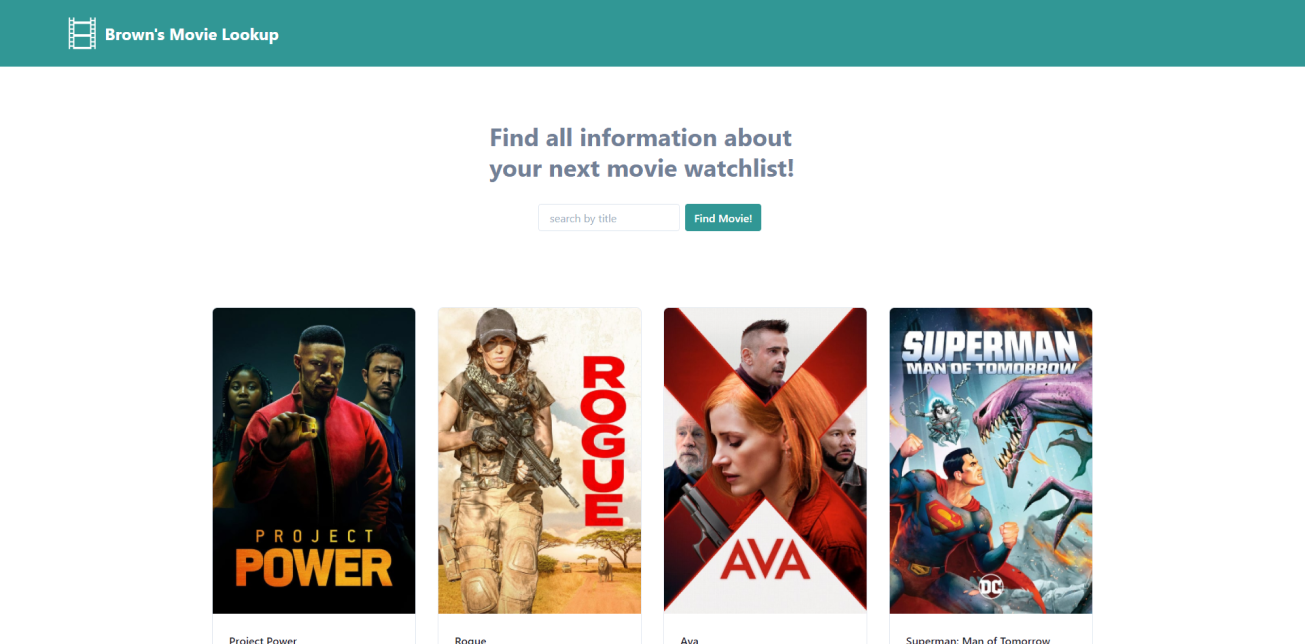 Brown's Movie Lookup
Find all information about
your next movie watchlist!
search by title
Find Movie!
PROJECT
POWER
ROGUE
AVA
SUPERMAN
MAN OF TOMORROW
DC
Project Power
Rogue
Ava
Superman: Man of Tomorrow